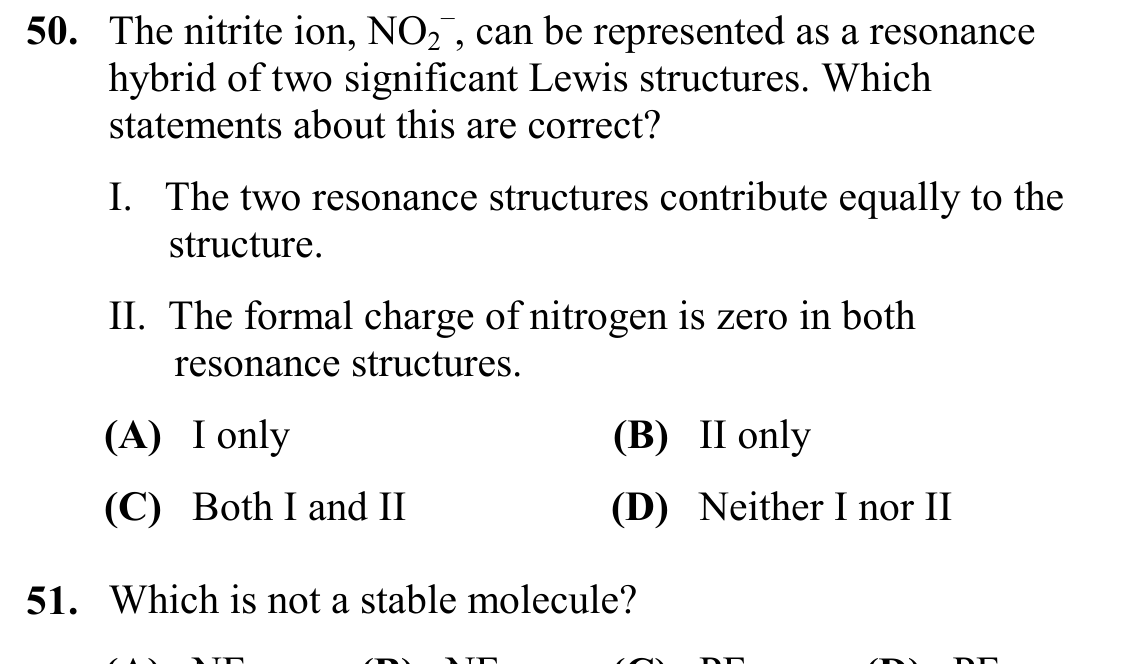 50. The nitrite ion, NO₂⁻, can be represented as a resonance
hybrid of two significant Lewis structures. Which
statements about this are correct?
I. The two resonance structures contribute equally to the
structure.
II. The formal charge of nitrogen is zero in both
resonance structures.
(A) I only (B) II only
(C) Both I and II (D) Neither I nor II
51. Which is not a stable molecule?